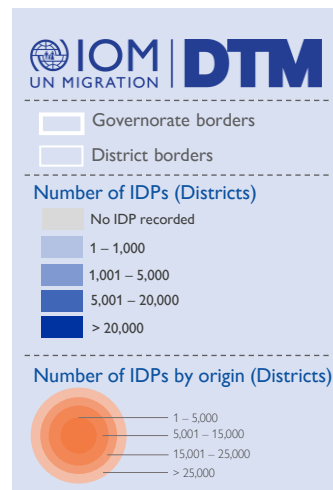 IOM DTM
UN MIGRATION
Governorate borders
District borders
Number of IDPs (Districts)
No IDP recorded
1 – 1,000
1,001 – 5,000
5,001 – 20,000
> 20,000
Number of IDPs by origin (Districts)
1 – 5,000
5,001 – 15,000
15,001 – 25,000
> 25,000